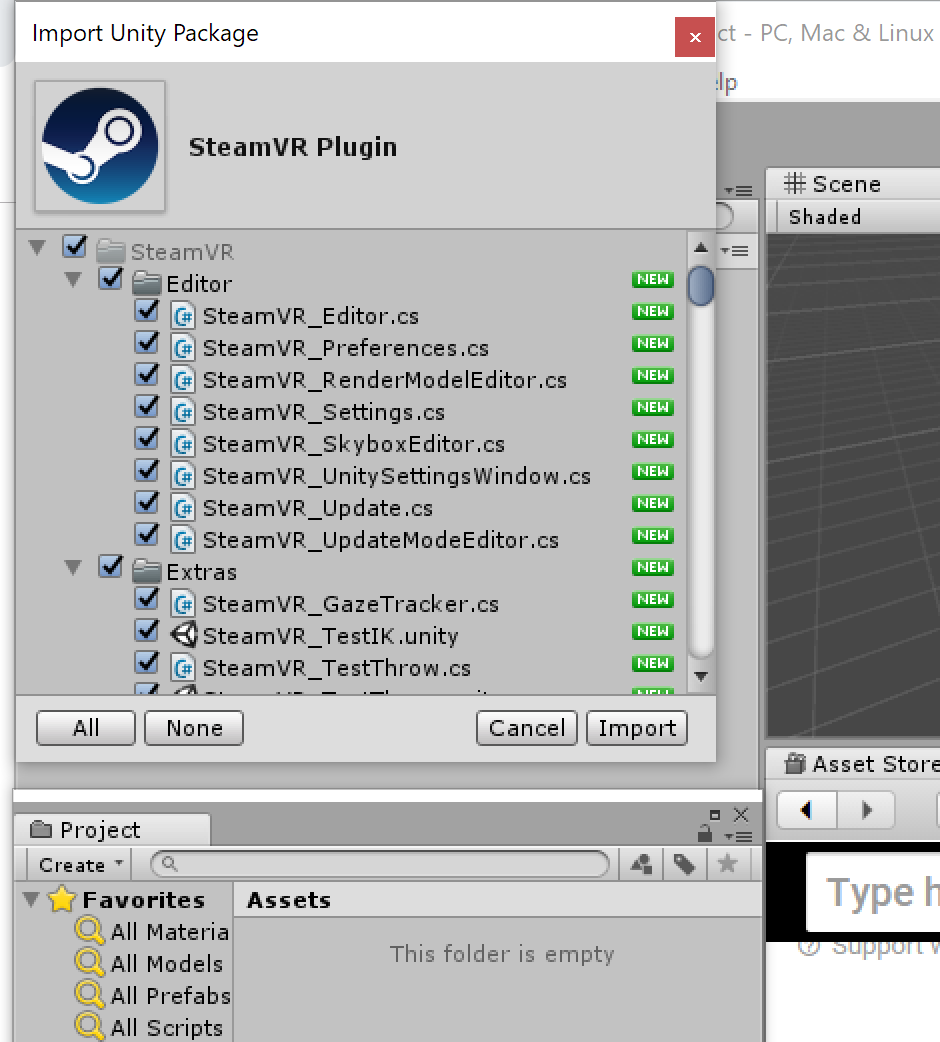 Import Unity Package
ct - PC, Mac & Linux
elp
SteamVR Plugin
Scene
Shaded
SteamVR
Editor NEW
SteamVR_Editor.cs NEW
SteamVR_Preferences.cs NEW
SteamVR_RenderModelEditor.cs NEW
SteamVR_Settings.cs NEW
SteamVR_SkyboxEditor.cs NEW
SteamVR_UnitySettingsWindow.cs NEW
SteamVR_Update.cs NEW
SteamVR_UpdateModeEditor.cs NEW
Extras NEW
SteamVR_GazeTracker.cs NEW
SteamVR_TestIK.unity NEW
SteamVR_TestThrow.cs NEW
All None Cancel Import
Asset Store
Project
Create
Favorites
Assets
Type h
All Materia
This folder is empty
Support W
All Models
All Prefabs
All Scripts